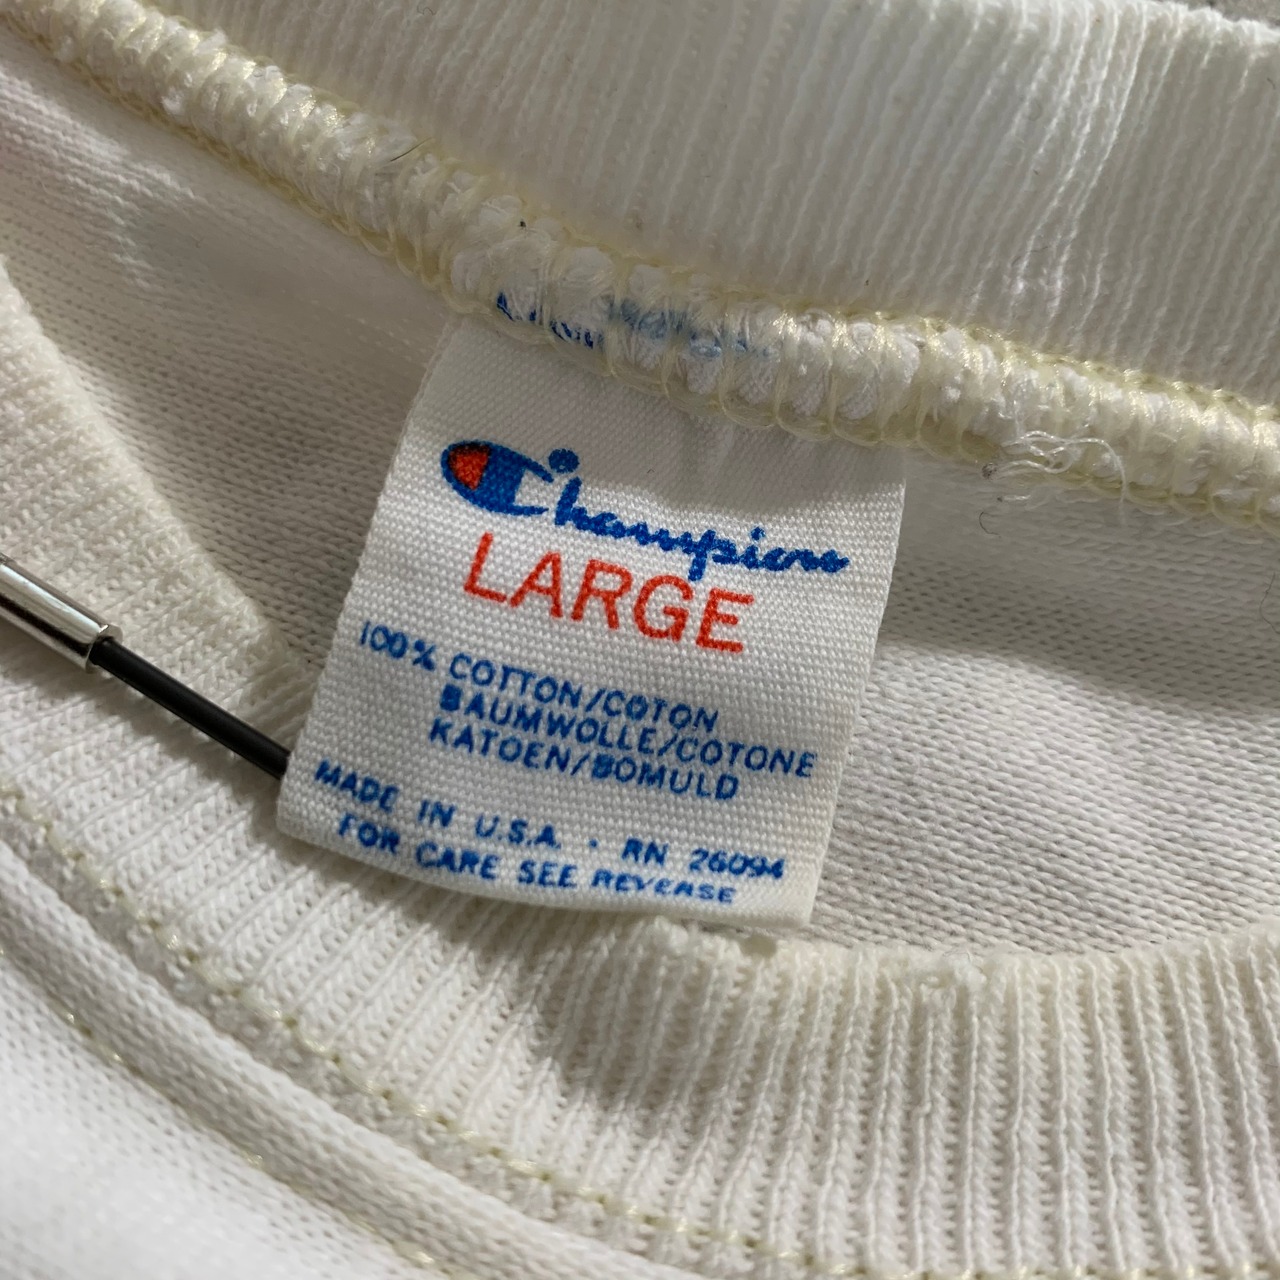 Champion
LARGE
100% COTTON/COTON
BAUMWOLLE/COTONE
KATOEN/BOMULD
MADE IN U.S.A. · RN 26094
FOR CARE SEE REVERSE